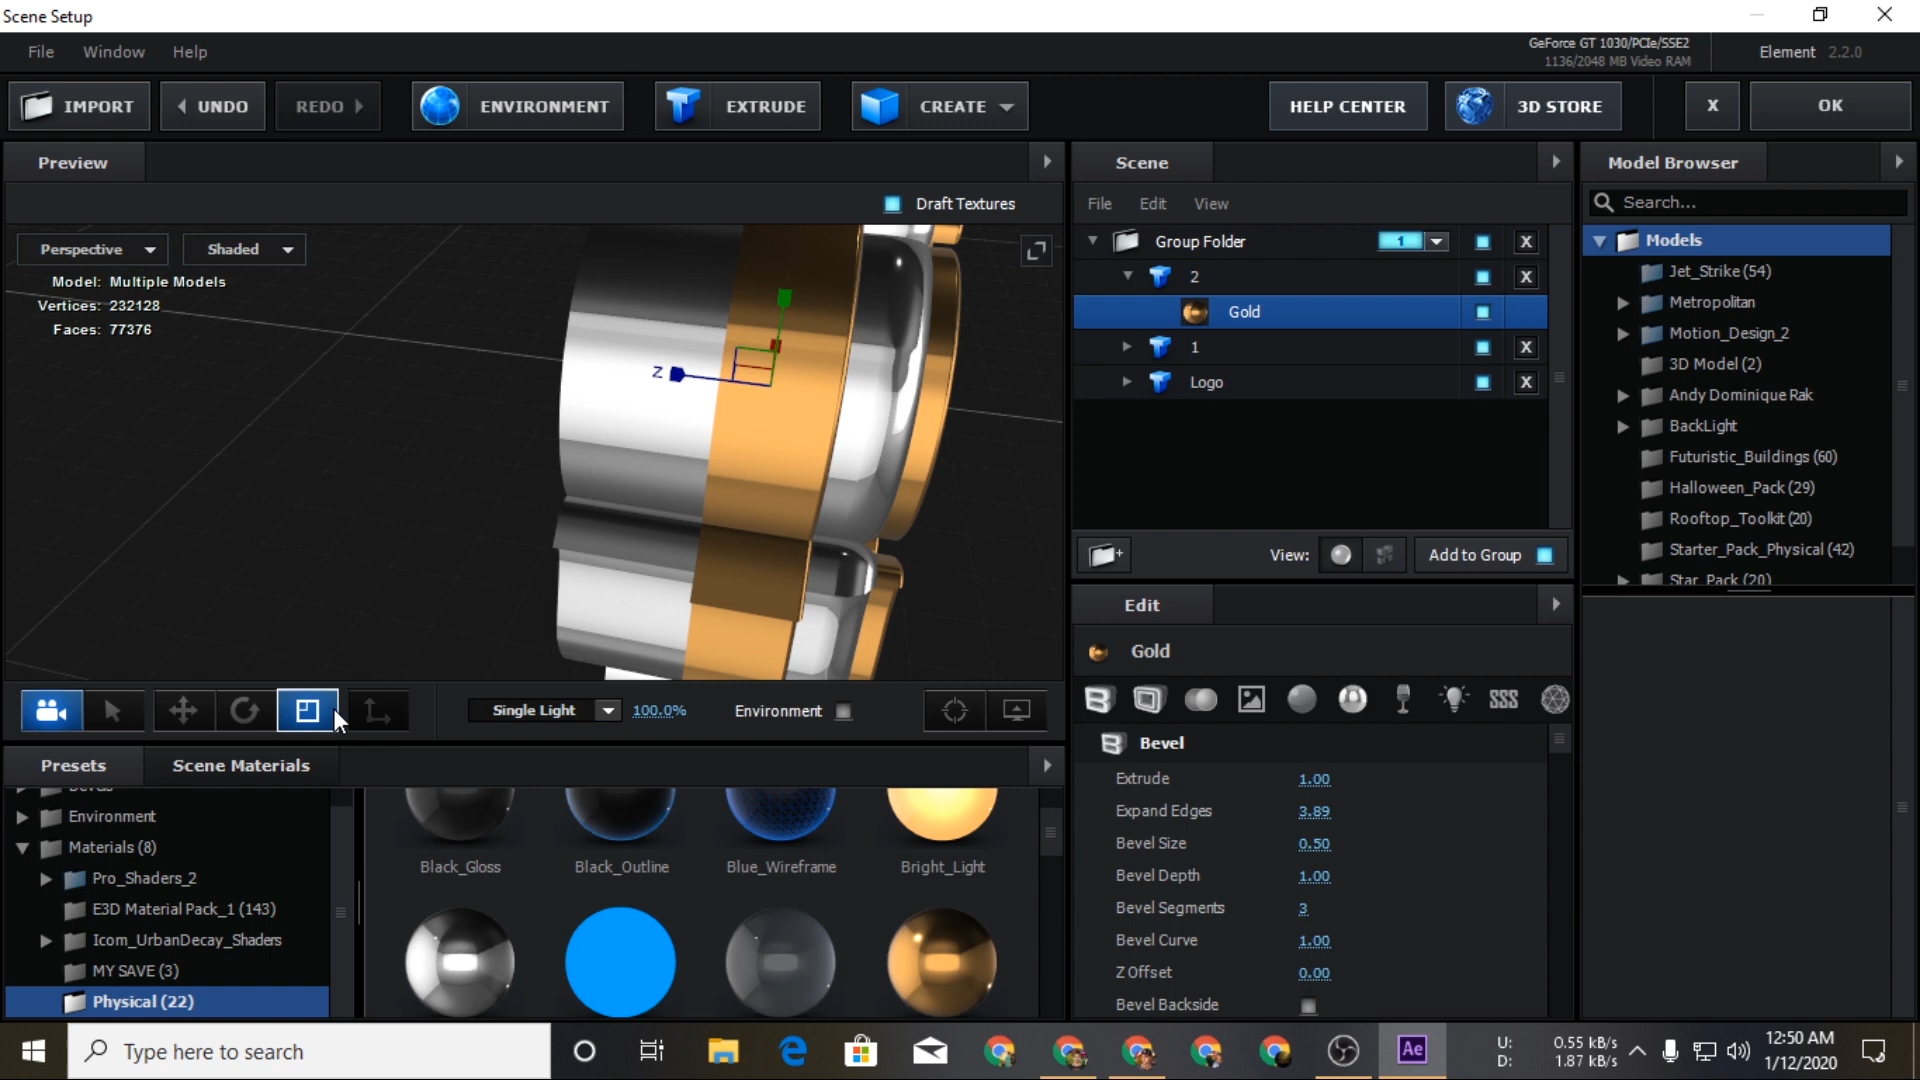 Scene Setup
File Window Help
GeForce GT 1030/PCIe/SSE2
1136/2048 MB Video RAM
Element 2.2.0
IMPORT
UNDO
REDO
ENVIRONMENT
EXTRUDE
CREATE
HELP CENTER
3D STORE
X
OK
Preview
Draft Textures
Perspective
Shaded
Model: Multiple Models
Vertices: 232128
Faces: 77376
Z
Single Light
100.0%
Environment
Scene
File Edit View
Group Folder 1 X
2 X
Gold
1 X
Logo X
View:
Add to Group
Edit
Gold
Bevel
Extrude 1.00
Expand Edges 3.89
Bevel Size 0.50
Bevel Depth 1.00
Bevel Segments 3
Bevel Curve 1.00
Z Offset 0.00
Bevel Backside
Model Browser
Search...
Models
Jet_Strike (54)
Metropolitan
Motion_Design_2
3D Model (2)
Andy Dominique Rak
BackLight
Futuristic_Buildings (60)
Halloween_Pack (29)
Rooftop_Toolkit (20)
Starter_Pack_Physical (42)
Star_Pack (20)
Presets
Scene Materials
Bevels
Environment
Materials (8)
Pro_Shaders_2
E3D Material Pack_1 (143)
Icom_UrbanDecay_Shaders
MY SAVE (3)
Physical (22)
Black_Gloss
Black_Outline
Blue_Wireframe
Bright_Light
Type here to search
Ae
U: 0.55 kB/s
D: 1.87 kB/s
12:50 AM
1/12/2020